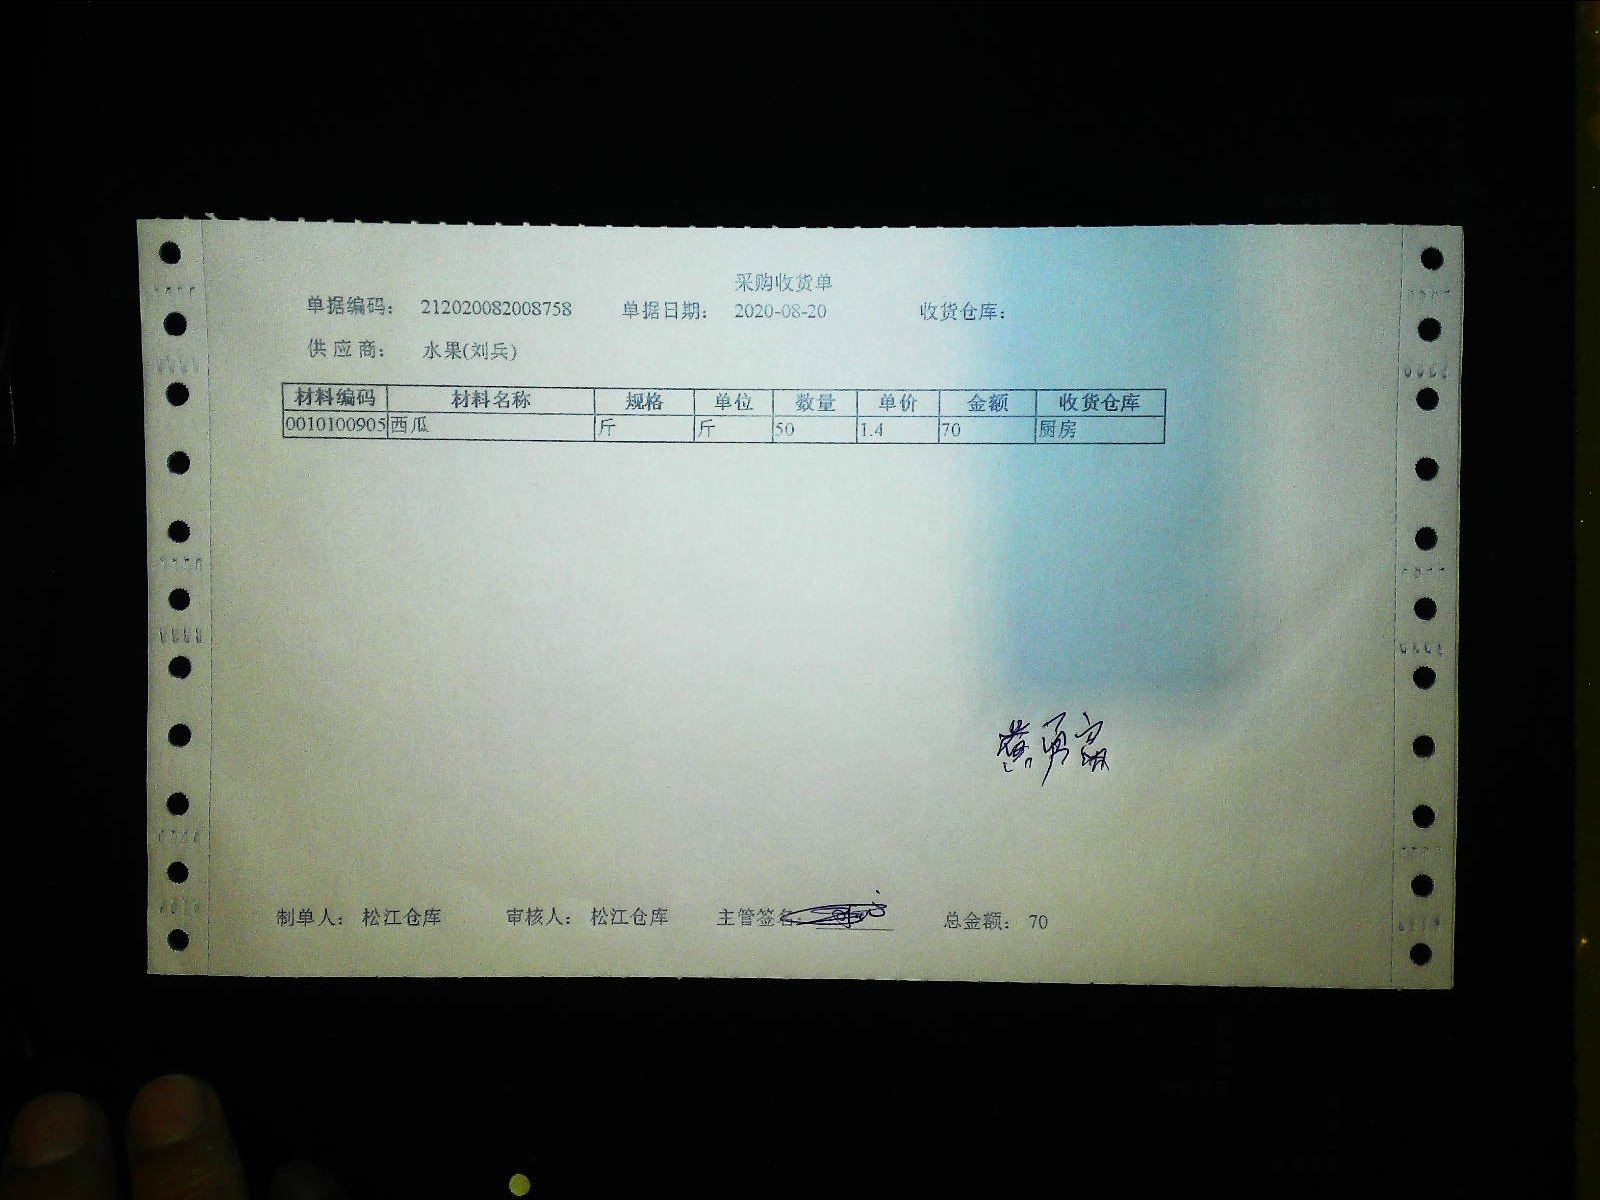 采购收货单
单据编码： 212020082008758 单据日期： 2020-08-20 收货仓库：
供应商： 水果(刘兵)
材料编码 材料名称 规格 单位 数量 单价 金额 收货仓库
0010100905 西瓜 斤 斤 50 1.4 70 厨房
制单人： 松江仓库 审核人： 松江仓库 主管签名： 总金额： 70